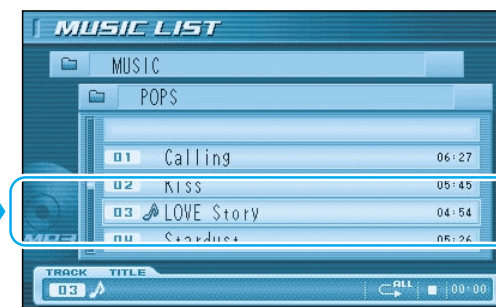 MUSIC LIST
MUSIC
POPS
01 Calling 06:27
02 Kiss 05:45
03 LOVE Story 04:54
04 Stardust 05:26
MP3
TRACK TITLE
03 ALL 00:00